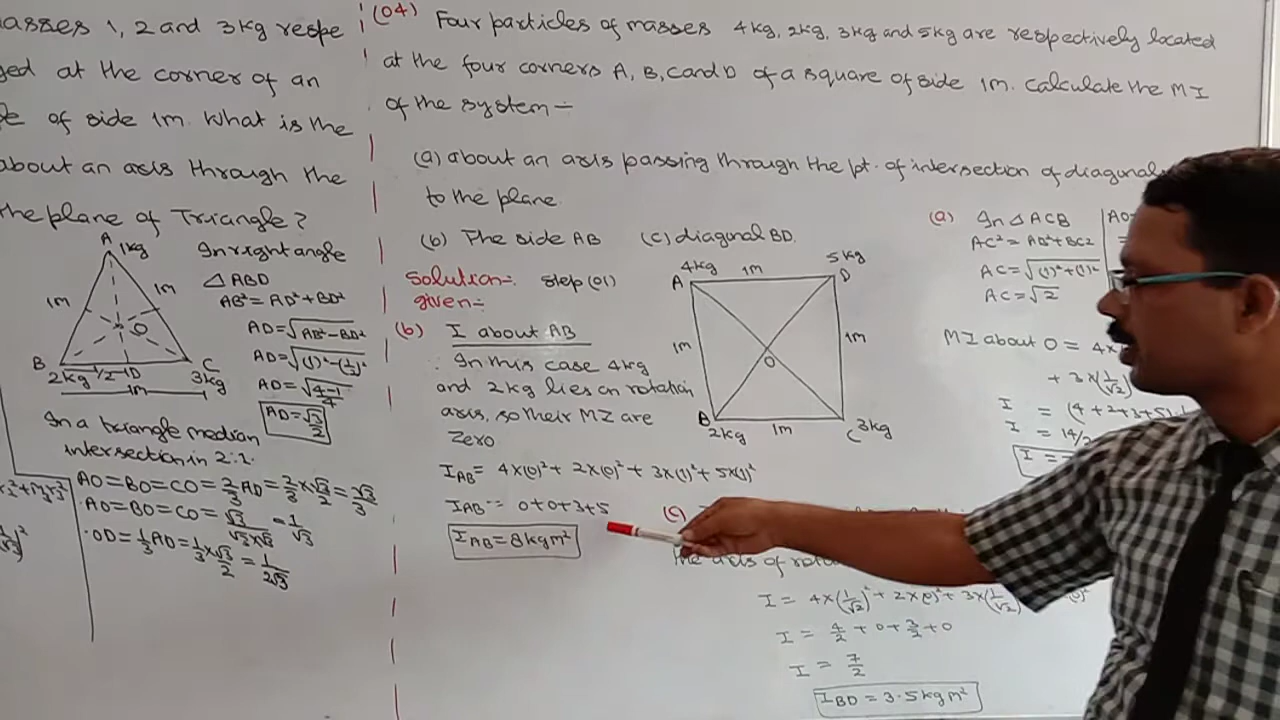 masses 1, 2 and 3kg respe
ged at the corner of an
of side 1m. What is the
about an axis through the
the plane of Triangle?
A 1kg
1m 1m
O
B C
2kg 1/2 D 3kg
1m
In right angle
△ ABD
AB² = AD² + BD²
AD = √AB² - BD²
AD = √(1)² - (1/2)²
AD = √4-1/4
AD = √3/2
In a triangle median
intersection in 2:1.
AO = BO = CO = 2/3 AD = 2/3 × √3/2 = √3/3
AO = BO = CO = √3/√3×√3 = 1/√3
OD = 1/3 AD = 1/3 × √3/2 = 1/2√3
(04) Four particles of masses 4kg, 2kg, 3kg and 5kg are respectively located
at the four corners A, B, C and D of a square of side 1m. Calculate the MI
of the system÷
(a) about an axis passing through the pt. of intersection of diagonal
to the plane.
(b) The side AB (c) diagonal BD.
Solution÷ Step (01)
given÷
(b) I about AB
∴ In this case 4kg
and 2kg lies on rotation
axis, so their MI are
Zero
I AB = 4×(0)² + 2×(0)² + 3×(1)² + 5×(1)²
I AB = 0+0+3+5
I AB = 8kgm²
4kg 1m 5kg
A D
1m 1m
O
B C 3kg
2kg 1m
(a) In △ ACB
AC² = AB² + BC²
AC = √(1)² + (1)²
AC = √2
MI about O = 4×
+ 3×(1/√2)
I = (4+2+3+5)
I = 14/2
I =
(c)
the axis of
I = 4×(1/√2)² + 2×(0)² + 3×(1/√2)
I = 4/2 + 0 + 3/2 + 0
I = 7/2
I BD = 3.5kgm²